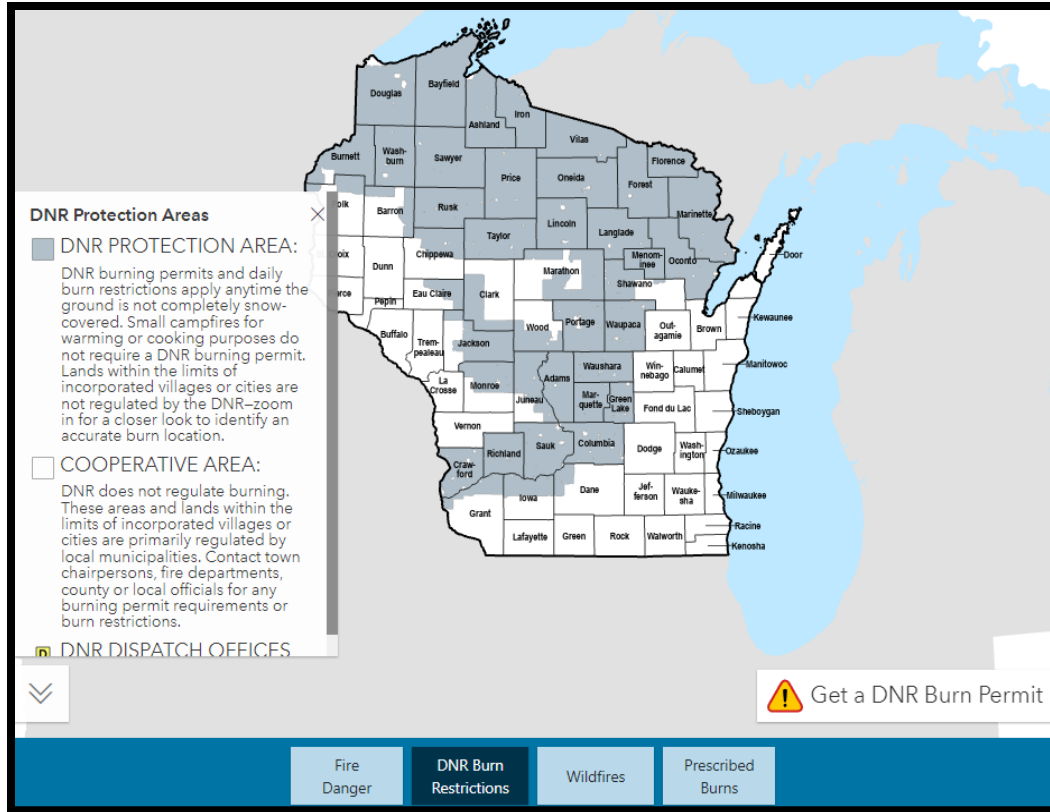 Douglas
Bayfield
Ashland
Iron
Vilas
Burnett
Wash-
burn
Sawyer
Price
Oneida
Florence
Forest
Marinette
DNR Protection Areas
Barron
Rusk
Lincoln
Langlade
Taylor
Chippewa
Menom-
inee
Oconto
Door
DNR PROTECTION AREA:
DNR burning permits and daily
burn restrictions apply anytime the
ground is not completely snow-
covered. Small campfires for
warming or cooking purposes do
not require a DNR burning permit.
Lands within the limits of
incorporated villages or cities are
not regulated by the DNR–zoom
in for a closer look to identify an
accurate burn location.
Dunn
Marathon
Shawano
Pepin
Eau Claire
Clark
Kewaunee
Buffalo
Trem-
pealeau
Jackson
Wood
Portage
Waupaca
Out-
agamie
Brown
Manitowoc
La
Crosse
Monroe
Juneau
Adams
Waushara
Win-
nebago
Calumet
Mar-
quette
Green
Lake
Fond du Lac
Sheboygan
Vernon
Richland
Sauk
Columbia
Dodge
Wash-
ington
Ozaukee
Craw-
ford
COOPERATIVE AREA:
DNR does not regulate burning.
These areas and lands within the
limits of incorporated villages or
cities are primarily regulated by
local municipalities. Contact town
chairpersons, fire departments,
county or local officials for any
burning permit requirements or
burn restrictions.
Grant
Iowa
Dane
Jef-
ferson
Wauke-
sha
Milwaukee
Lafayette
Green
Rock
Walworth
Racine
Kenosha
D DNR DISPATCH OFFICES
Get a DNR Burn Permit
Fire
Danger
DNR Burn
Restrictions
Wildfires
Prescribed
Burns